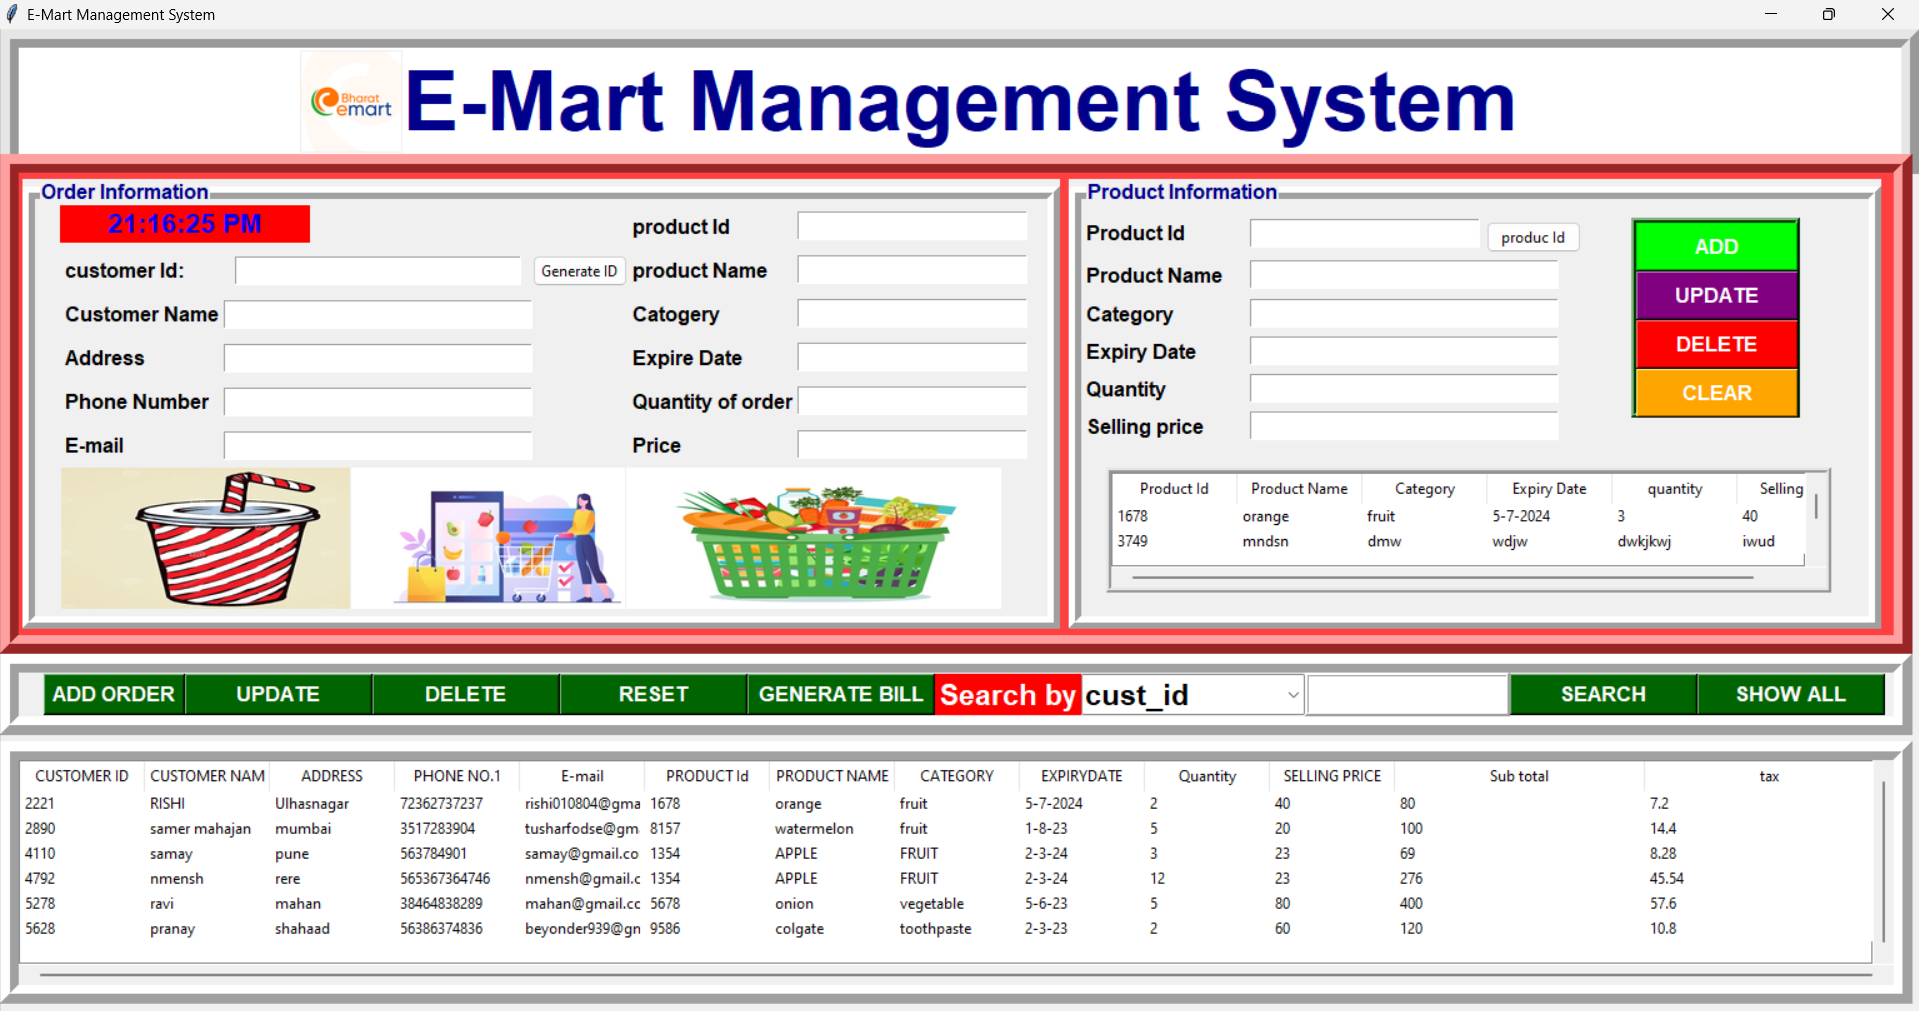 E-Mart Management System
Bharat
emart
E-Mart Management System
Order Information
21:16:25 PM
customer Id:
Generate ID
Customer Name
Address
Phone Number
E-mail
product Id
product Name
Catogery
Expire Date
Quantity of order
Price
Product Information
Product Id
produc Id
Product Name
Category
Expiry Date
Quantity
Selling price
ADD
UPDATE
DELETE
CLEAR
Product Id Product Name Category Expiry Date quantity Selling
1678 orange fruit 5-7-2024 3 40
3749 mndsn dmw wdjw dwkjkwj iwud
ADD ORDER UPDATE DELETE RESET GENERATE BILL Search by cust_id SEARCH SHOW ALL
CUSTOMER ID CUSTOMER NAM ADDRESS PHONE NO.1 E-mail PRODUCT Id PRODUCT NAME CATEGORY EXPIRYDATE Quantity SELLING PRICE Sub total tax
2221 RISHI Ulhasnagar 72362737237 rishi010804@gma 1678 orange fruit 5-7-2024 2 40 80 7.2
2890 samer mahajan mumbai 3517283904 tusharfodse@gm 8157 watermelon fruit 1-8-23 5 20 100 14.4
4110 samay pune 563784901 samay@gmail.co 1354 APPLE FRUIT 2-3-24 3 23 69 8.28
4792 nmensh rere 565367364746 nmensh@gmail.c 1354 APPLE FRUIT 2-3-24 12 23 276 45.54
5278 ravi mahan 38464838289 mahan@gmail.cc 5678 onion vegetable 5-6-23 5 80 400 57.6
5628 pranay shahaad 56386374836 beyonder939@gn 9586 colgate toothpaste 2-3-23 2 60 120 10.8